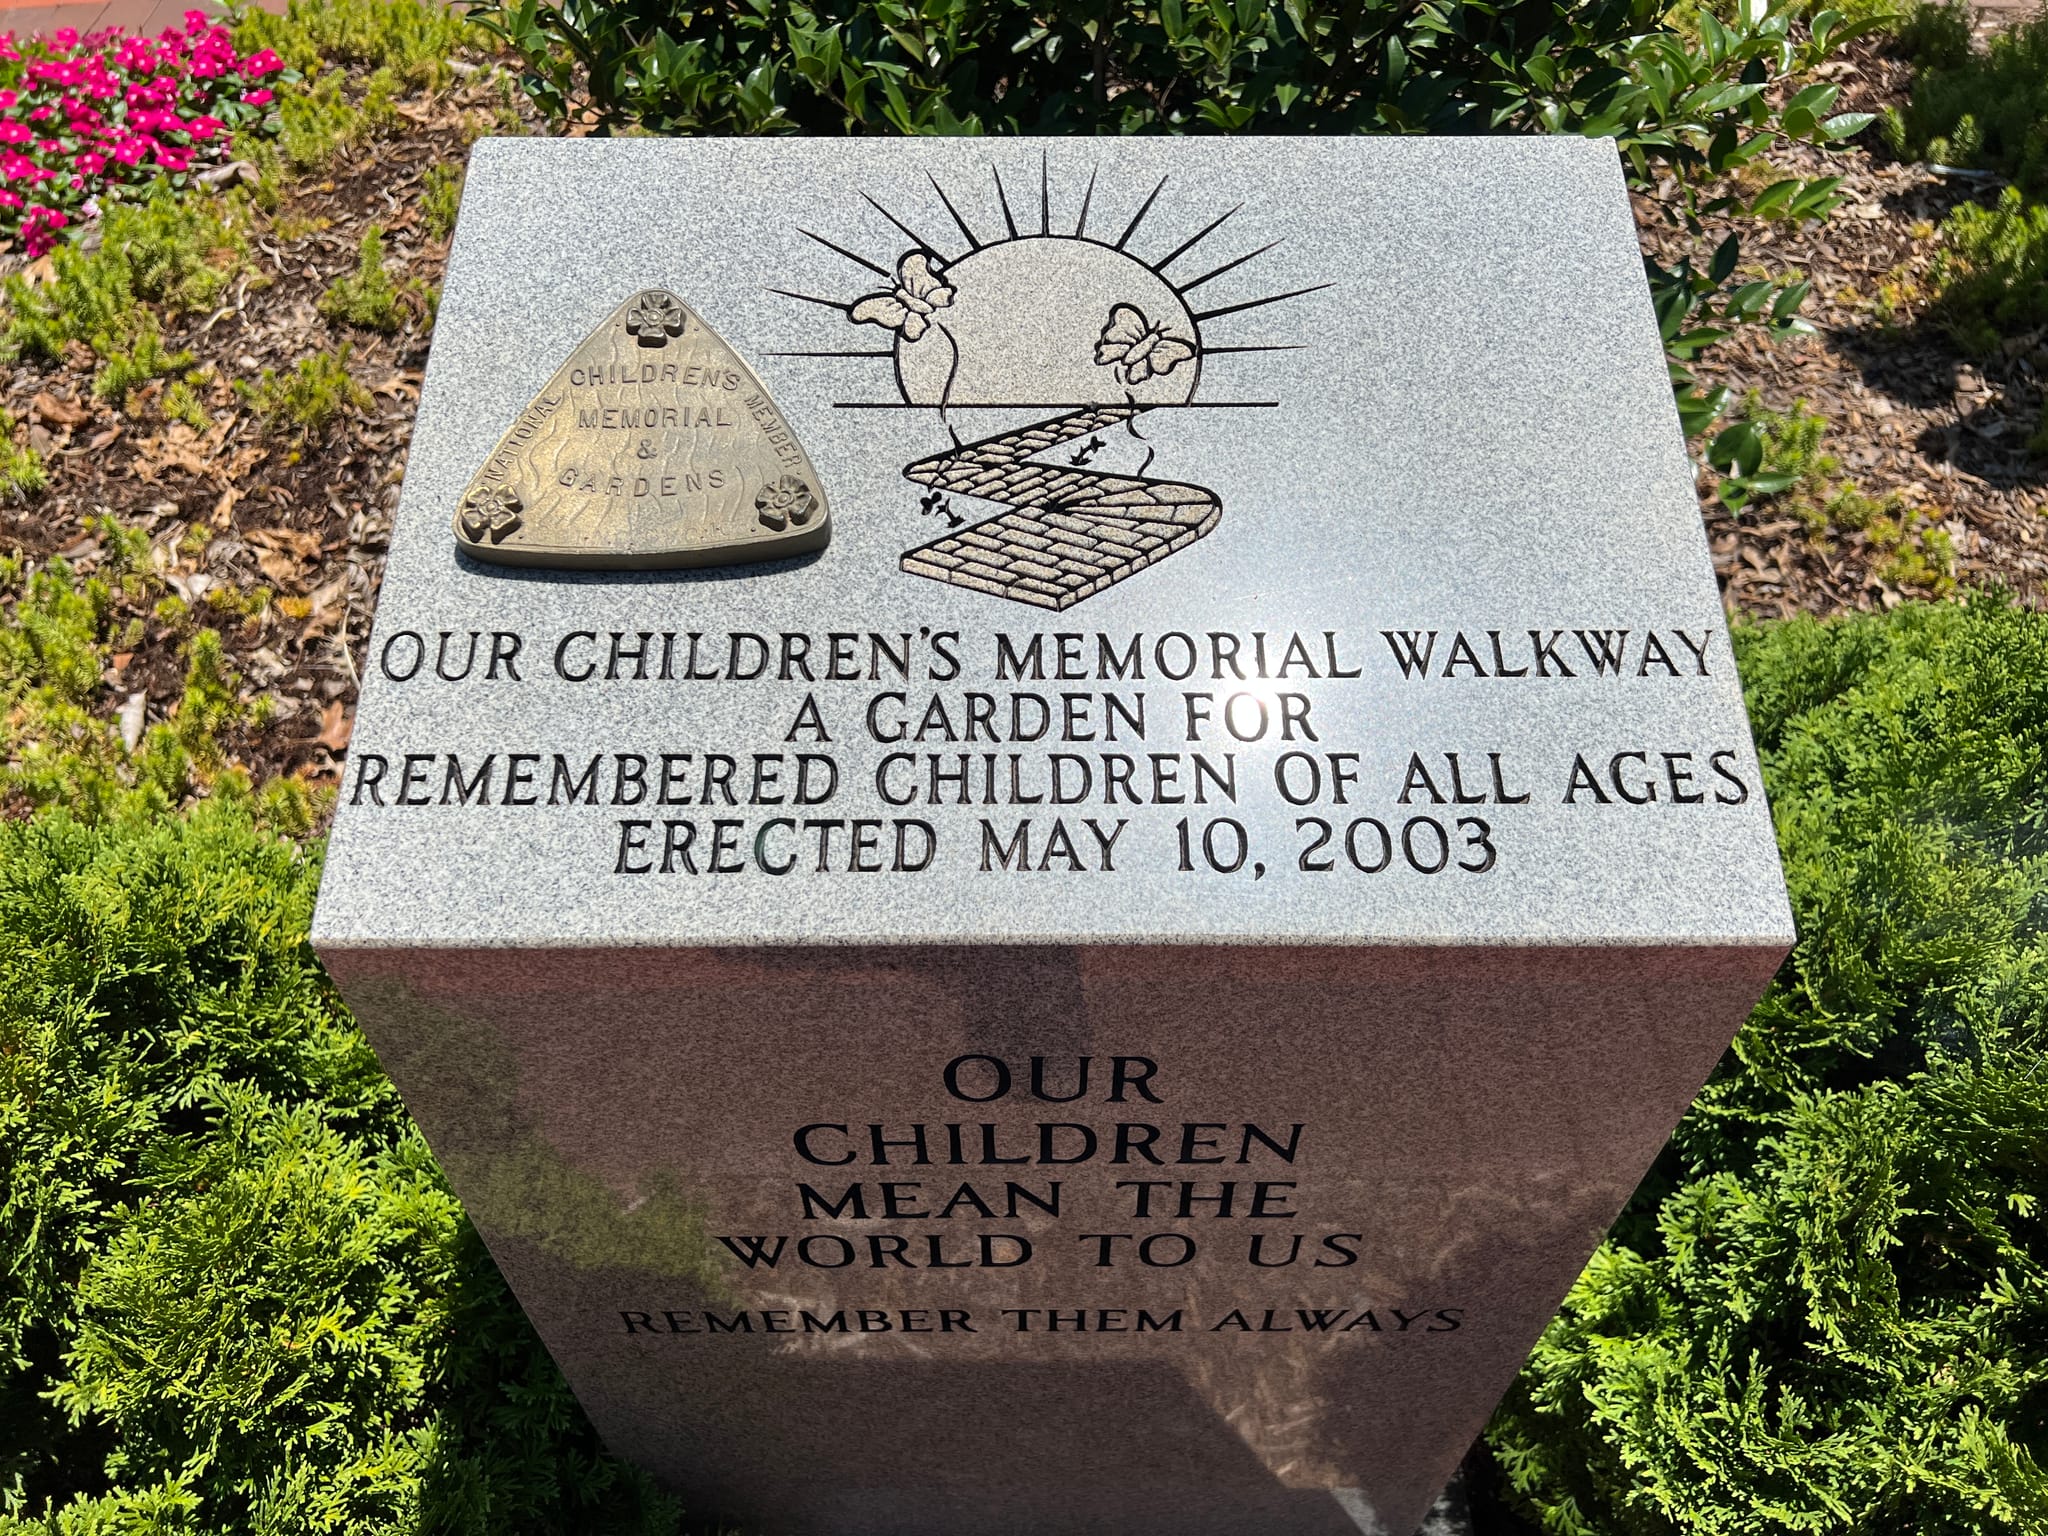 NATIONAL CHILDREN'S MEMBER
MEMORIAL
&
GARDENS
OUR CHILDREN'S MEMORIAL WALKWAY
A GARDEN FOR
REMEMBERED CHILDREN OF ALL AGES
ERECTED MAY 10, 2003
OUR
CHILDREN
MEAN THE
WORLD TO US
REMEMBER THEM ALWAYS